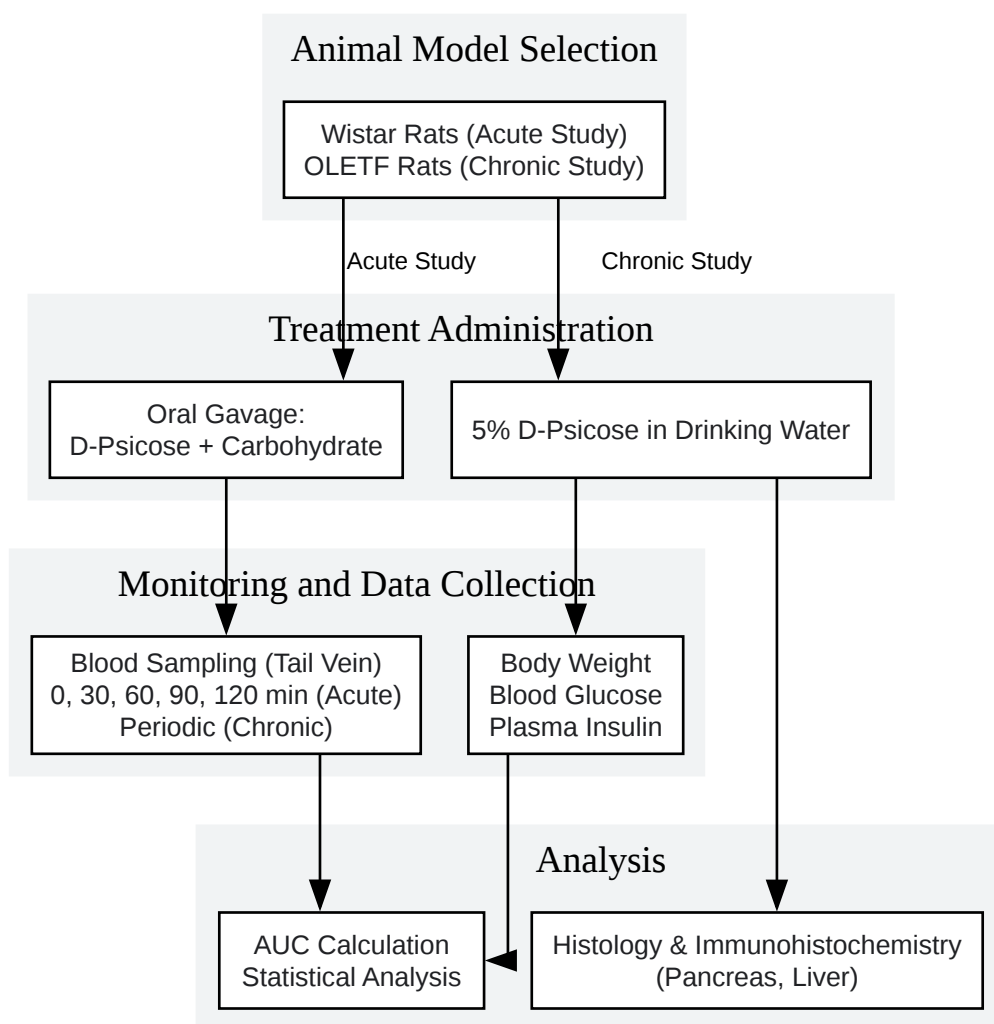 Animal Model Selection
Wistar Rats (Acute Study)
OLETF Rats (Chronic Study)
Acute Study
Chronic Study
Treatment Administration
Oral Gavage:
D-Psicose + Carbohydrate
5% D-Psicose in Drinking Water
Monitoring and Data Collection
Blood Sampling (Tail Vein)
0, 30, 60, 90, 120 min (Acute)
Periodic (Chronic)
Body Weight
Blood Glucose
Plasma Insulin
Analysis
AUC Calculation
Statistical Analysis
Histology & Immunohistochemistry
(Pancreas, Liver)